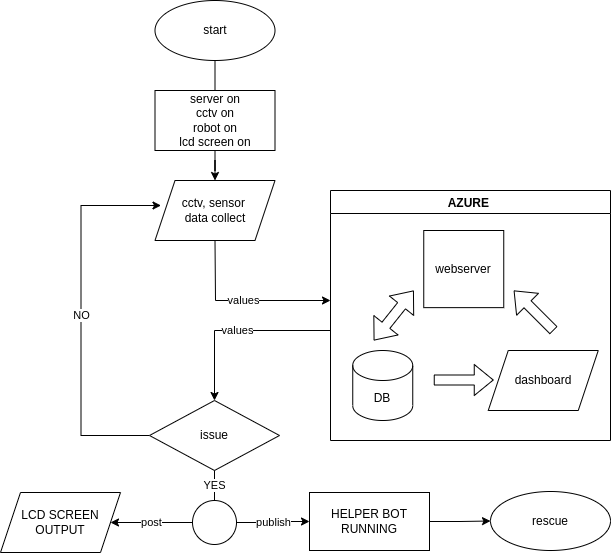 start
server on
cctv on
robot on
lcd screen on
cctv, sensor
data collect
AZURE
webserver
values
NO
values
DB
dashboard
issue
YES
LCD SCREEN
OUTPUT
post
publish
HELPER BOT
RUNNING
rescue